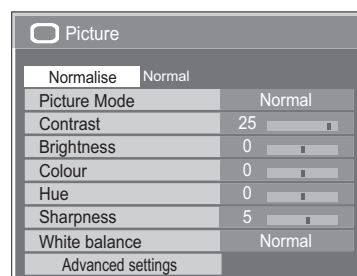 Picture
Normalise Normal
Picture Mode Normal
Contrast 25
Brightness 0
Colour 0
Hue 0
Sharpness 5
White balance Normal
Advanced settings